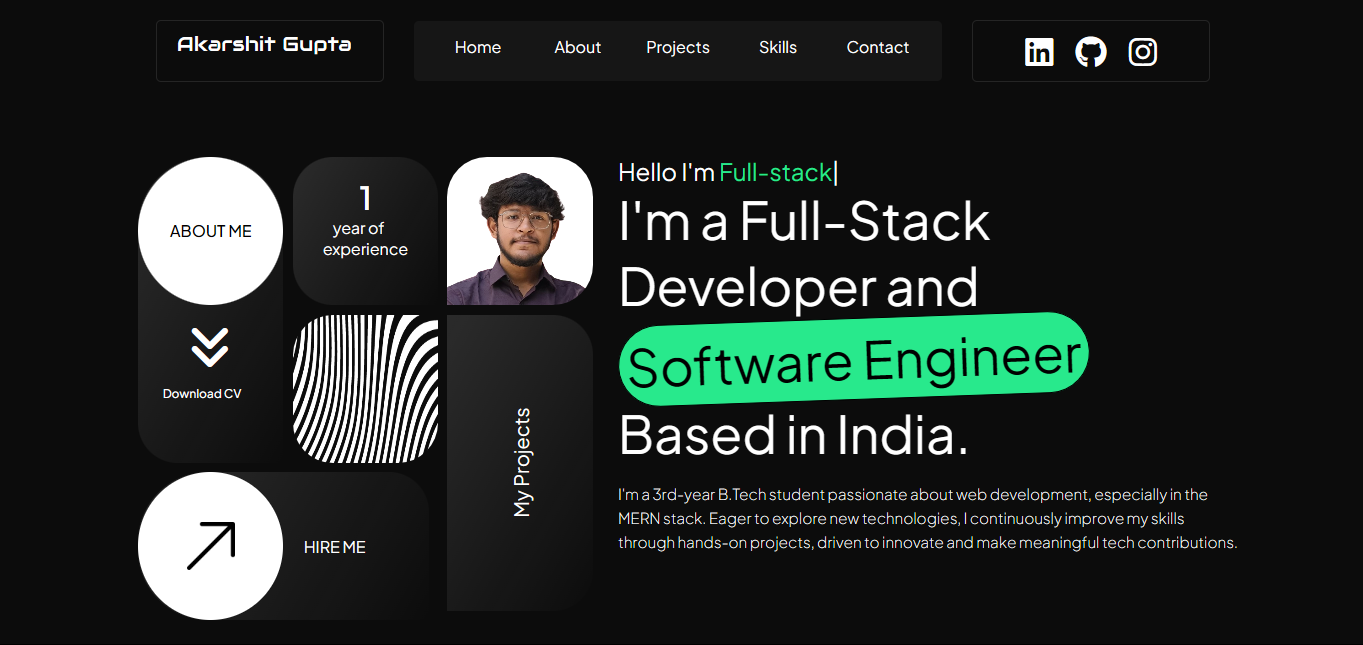 Akarshit Gupta
Home
About
Projects
Skills
Contact
ABOUT ME
1
year of
experience
Download CV
My Projects
HIRE ME
Hello I'm Full-stack|
I'm a Full-Stack
Developer and
Software Engineer
Based in India.
I'm a 3rd-year B.Tech student passionate about web development, especially in the
MERN stack. Eager to explore new technologies, I continuously improve my skills
through hands-on projects, driven to innovate and make meaningful tech contributions.